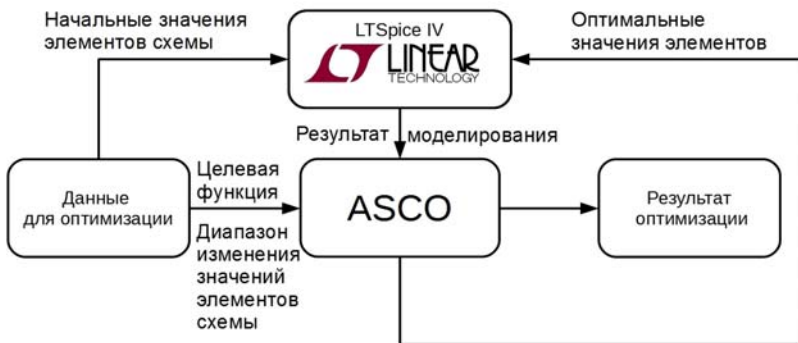 Начальные значения
элементов схемы
LTSpice IV
LINEAR
TECHNOLOGY
Оптимальные
значения элементов
Результат моделирования
Данные
для оптимизации
Целевая
функция
ASCO
Результат
оптимизации
Диапазон
изменения
значений
элементов
схемы